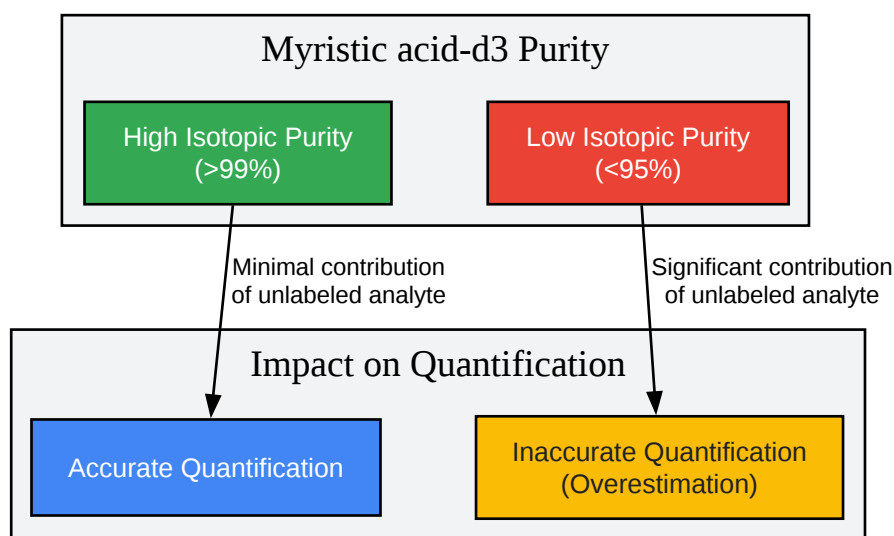 Myristic acid-d3 Purity
High Isotopic Purity
(>99%)
Low Isotopic Purity
(<95%)
Minimal contribution
of unlabeled analyte
Significant contribution
of unlabeled analyte
Impact on Quantification
Accurate Quantification
Inaccurate Quantification
(Overestimation)